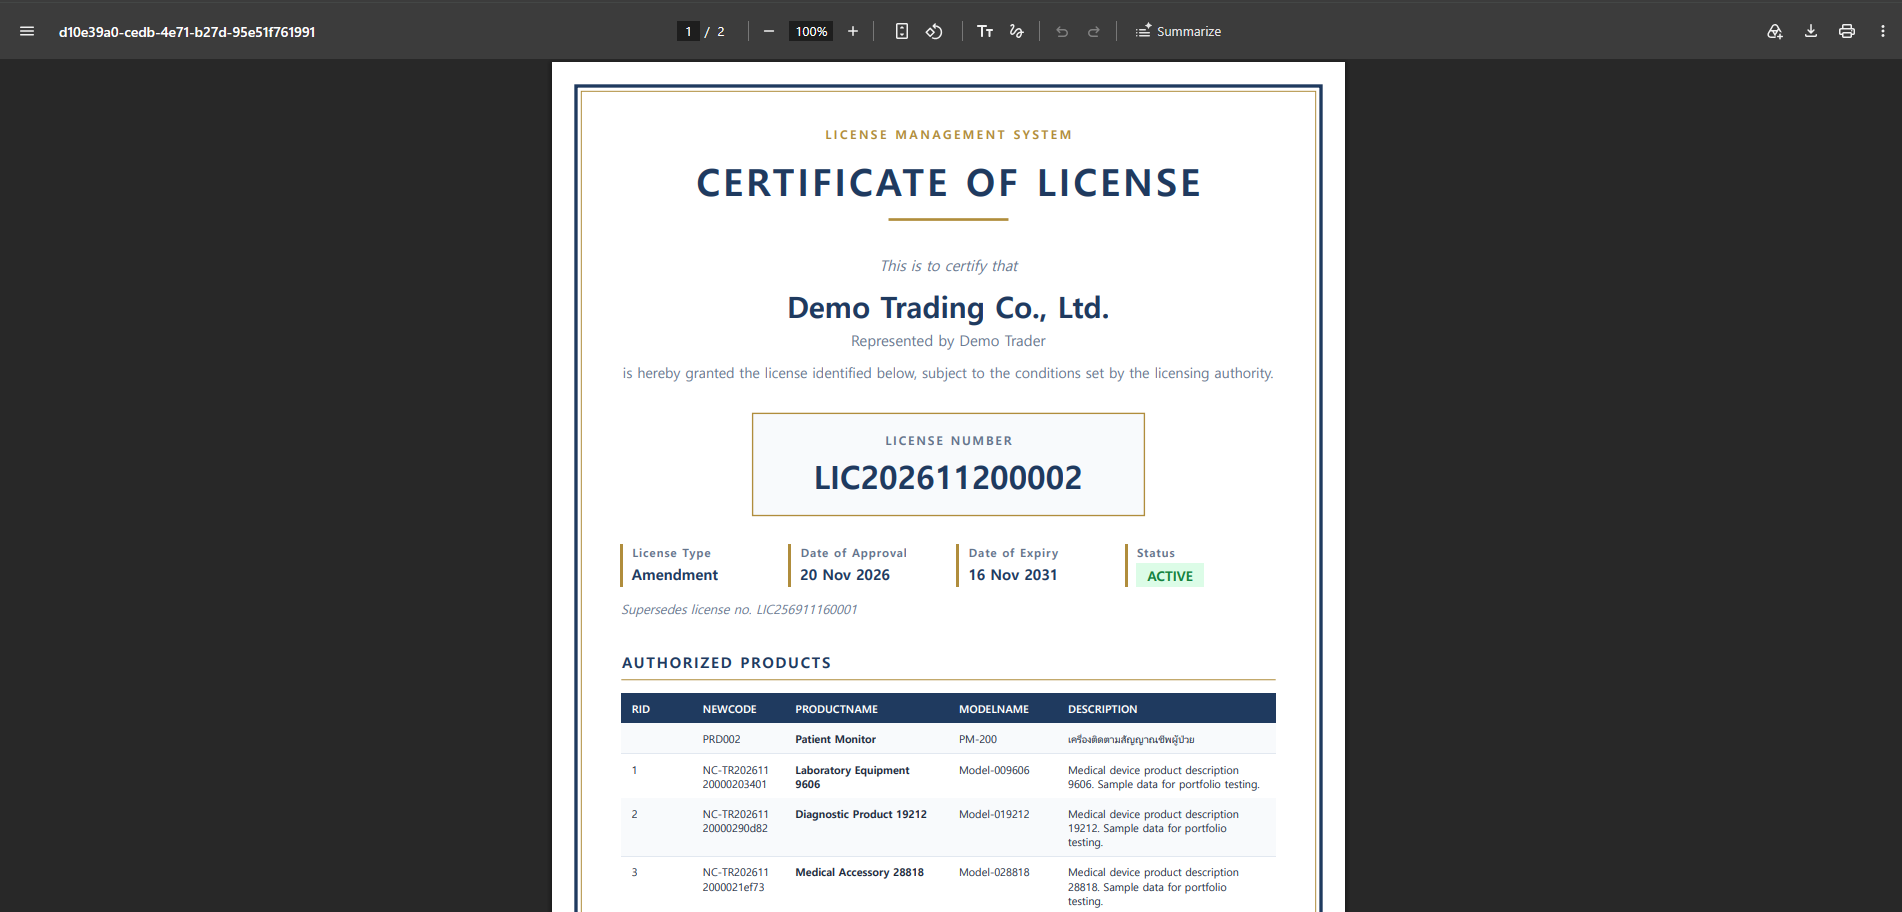 d10e39a0-cedb-4e71-b27d-95e51f761991
1 / 2
100%
Summarize
LICENSE MANAGEMENT SYSTEM
CERTIFICATE OF LICENSE
This is to certify that
Demo Trading Co., Ltd.
Represented by Demo Trader
is hereby granted the license identified below, subject to the conditions set by the licensing authority.
LICENSE NUMBER
LIC202611200002
License Type Date of Approval Date of Expiry Status
Amendment 20 Nov 2026 16 Nov 2031 ACTIVE
Supersedes license no. LIC256911160001
AUTHORIZED PRODUCTS
RID NEWCODE PRODUCTNAME MODELNAME DESCRIPTION
PRD002 Patient Monitor PM-200 เครื่องติดตามสัญญาณชีพผู้ป่วย
1 NC-TR202611 Laboratory Equipment Model-009606 Medical device product description
20000203401 9606 9606. Sample data for portfolio testing.
2 NC-TR202611 Diagnostic Product 19212 Model-019212 Medical device product description
20000290d82 19212. Sample data for portfolio
testing.
3 NC-TR202611 Medical Accessory 28818 Model-028818 Medical device product description
2000021ef73 28818. Sample data for portfolio
testing.